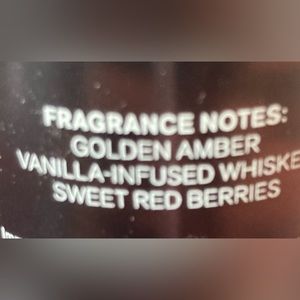 FRAGRANCE NOTES:
GOLDEN AMBER
VANILLA-INFUSED WHISKE
SWEET RED BERRIES